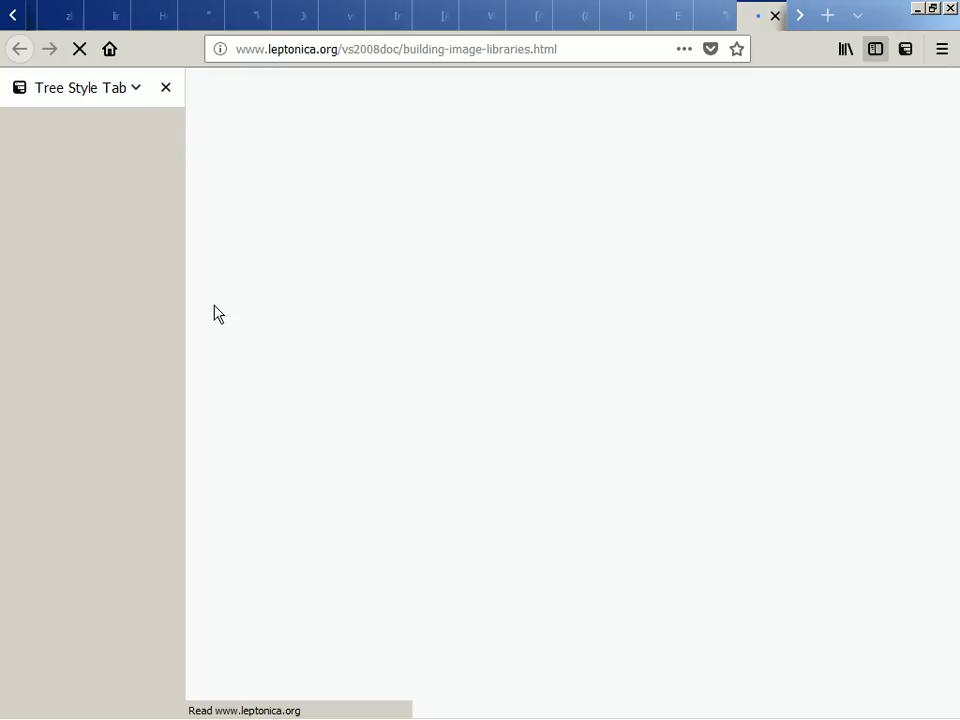 www.leptonica.org/vs2008doc/building-image-libraries.html
Tree Style Tab
Read www.leptonica.org